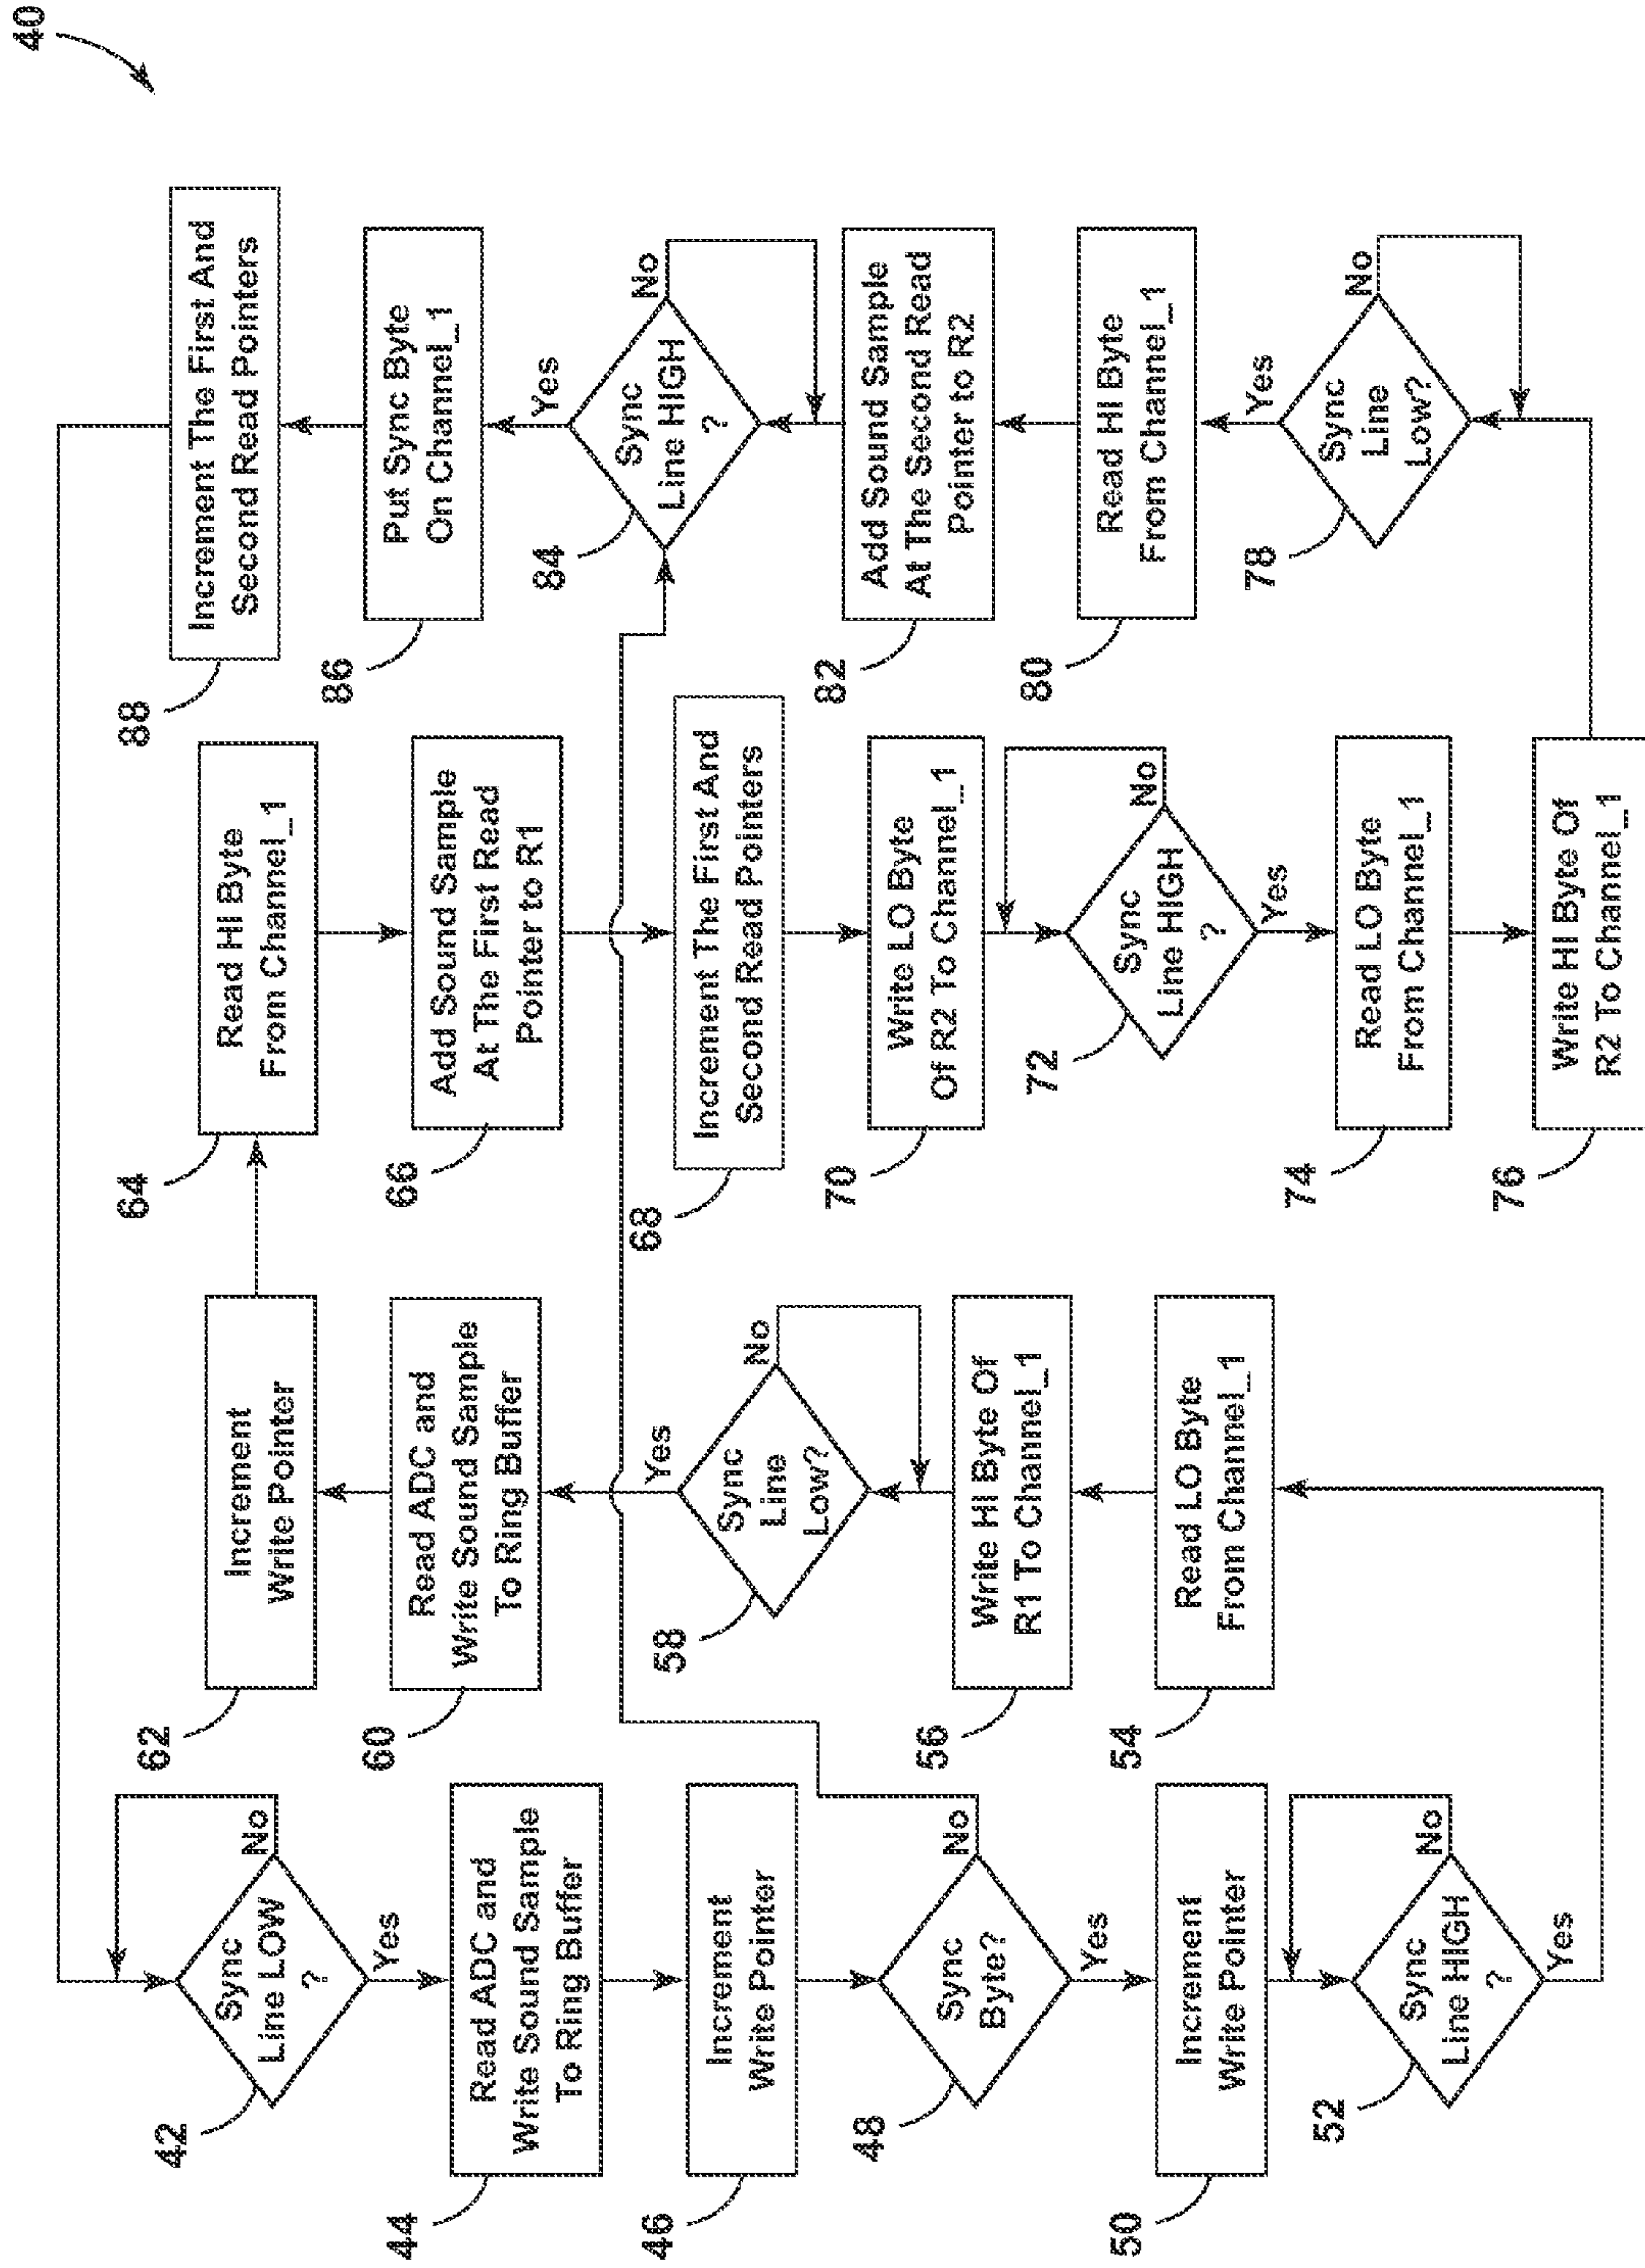 40
42
Sync
Line LOW
?
No
Yes
44
Read ADC and
Write Sound Sample
To Ring Buffer
46
Increment
Write Pointer
48
Sync
Byte?
No
Yes
50
Increment
Write Pointer
52
Sync
Line HIGH
?
No
Yes
62
Increment
Write Pointer
60
Read ADC and
Write Sound Sample
To Ring Buffer
Yes
58
Sync
Line
Low?
No
56
Write HI Byte Of
R1 To Channel_1
54
Read LO Byte
From Channel_1
64
Read HI Byte
From Channel_1
66
Add Sound Sample
At The First Read
Pointer to R1
68
Increment The First And
Second Read Pointers
70
Write LO Byte
Of R2 To Channel_1
72
Sync
Line HIGH
?
No
Yes
74
Read LO Byte
From Channel_1
76
Write HI Byte Of
R2 To Channel_1
88
Increment The First And
Second Read Pointers
86
Put Sync Byte
On Channel_1
Yes
84
Sync
Line HIGH
?
No
82
Add Sound Sample
At The Second Read
Pointer to R2
80
Read HI Byte
From Channel_1
Yes
78
Sync
Line
Low?
No